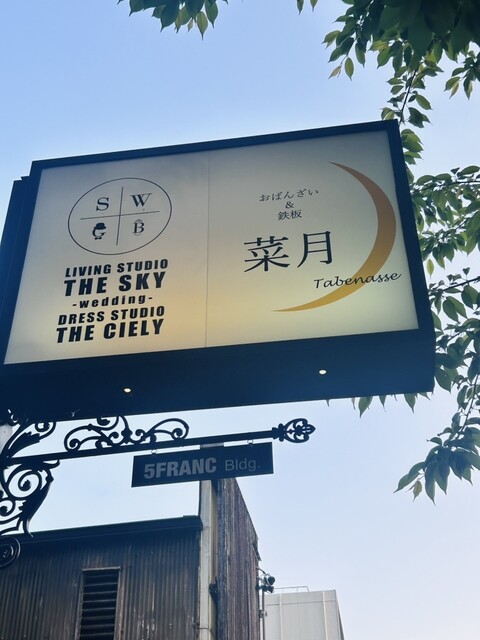 S W
B
LIVING STUDIO
THE SKY
-wedding-
DRESS STUDIO
THE CIELY
おばんざい
&
鉄板
菜月
Tabenasse
5FRANC Bldg.